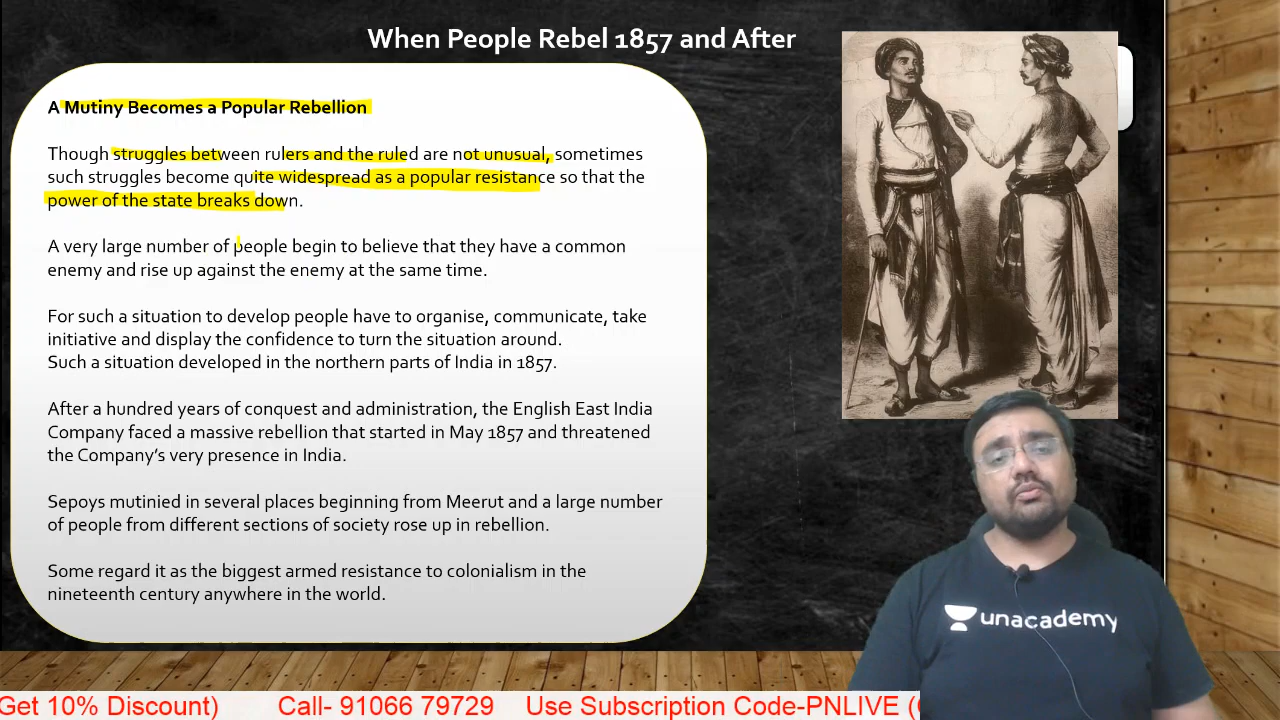 When People Rebel 1857 and After
A Mutiny Becomes a Popular Rebellion
Though struggles between rulers and the ruled are not unusual, sometimes
such struggles become quite widespread as a popular resistance so that the
power of the state breaks down.
A very large number of people begin to believe that they have a common
enemy and rise up against the enemy at the same time.
For such a situation to develop people have to organise, communicate, take
initiative and display the confidence to turn the situation around.
Such a situation developed in the northern parts of India in 1857.
After a hundred years of conquest and administration, the English East India
Company faced a massive rebellion that started in May 1857 and threatened
the Company's very presence in India.
Sepoys mutinied in several places beginning from Meerut and a large number
of people from different sections of society rose up in rebellion.
Some regard it as the biggest armed resistance to colonialism in the
nineteenth century anywhere in the world.
unacademy
Get 10% Discount) Call- 91066 79729 Use Subscription Code-PNLIVE (